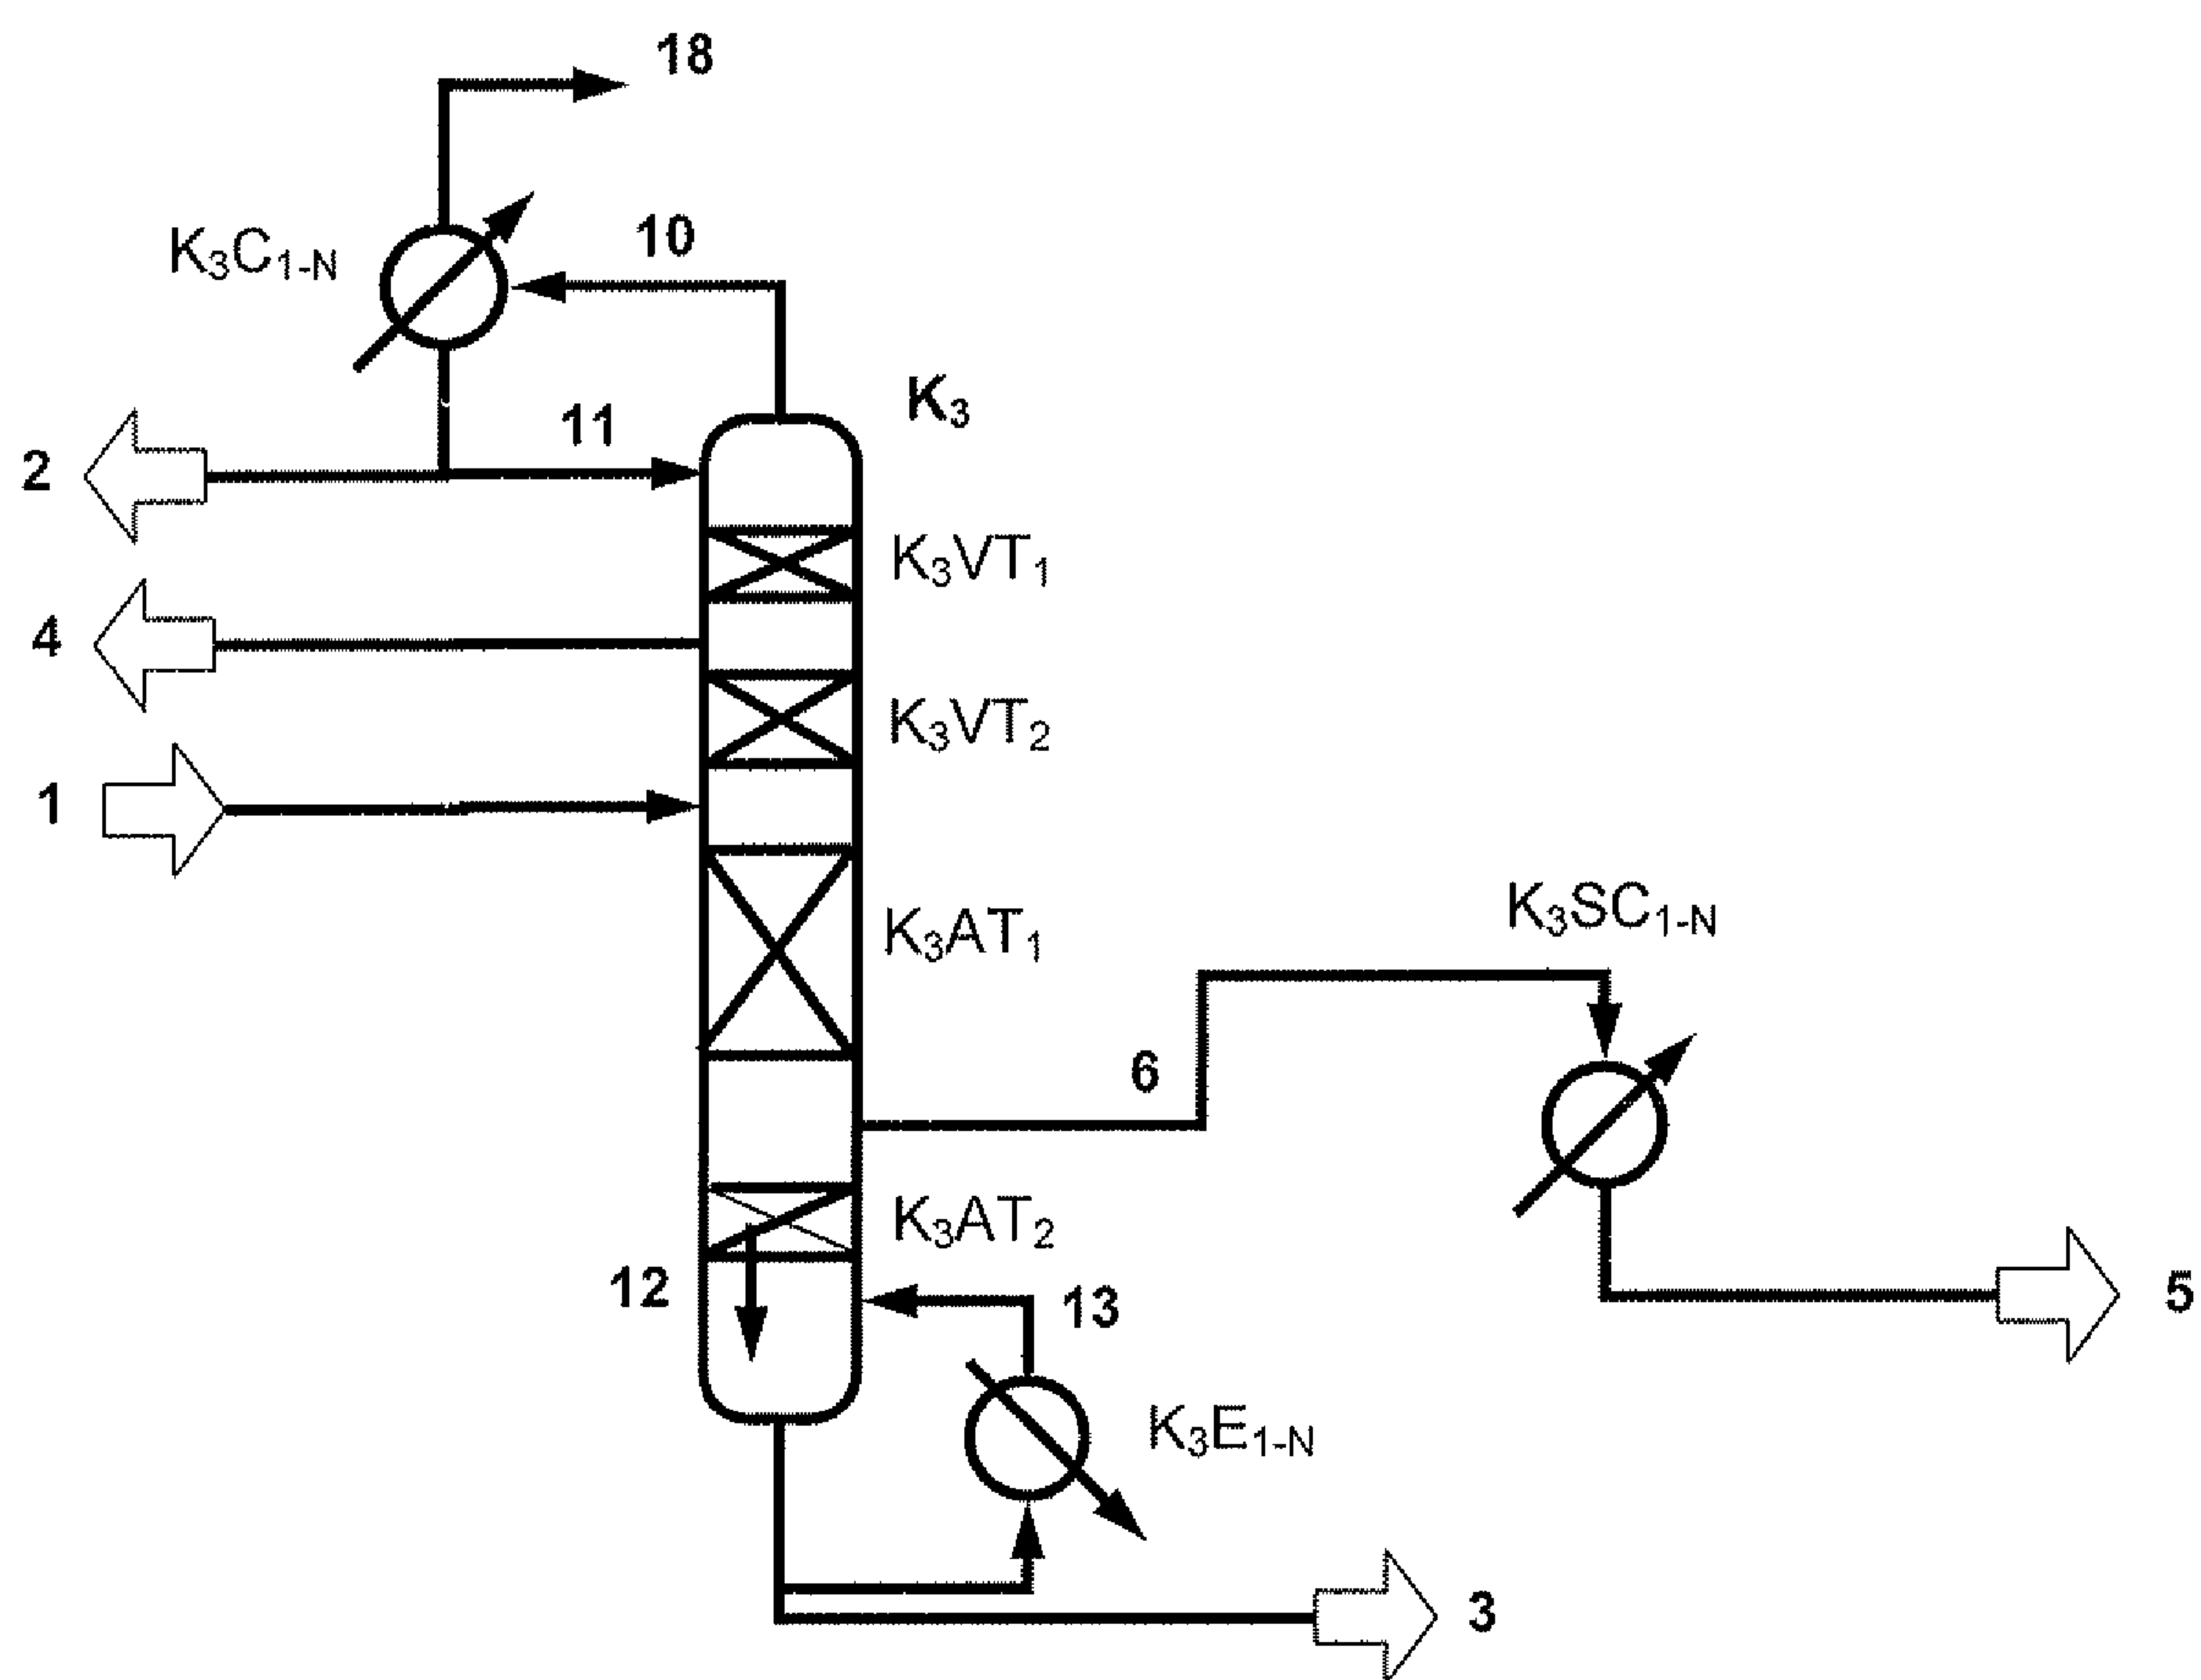 18
10
K₃C₁₋N
K₃
11
2
K₃VT₁
4
K₃VT₂
1
K₃SC₁₋N
K₃AT₁
6
K₃AT₂
12
13
5
K₃E₁₋N
3